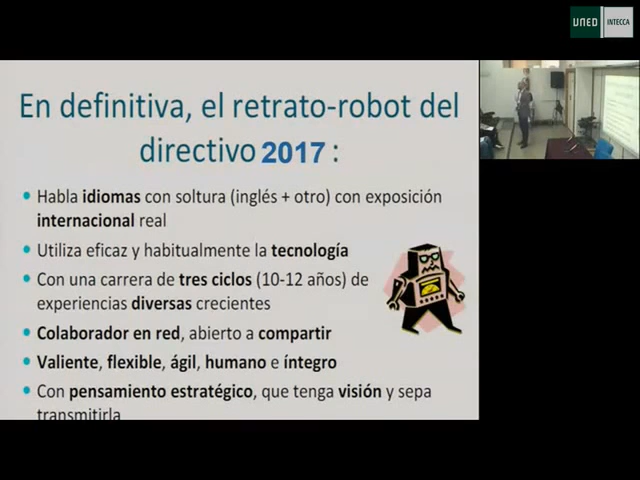 UNED INTECCA
En definitiva, el retrato-robot del
directivo 2017 :
• Habla idiomas con soltura (inglés + otro) con exposición
internacional real
• Utiliza eficaz y habitualmente la tecnología
• Con una carrera de tres ciclos (10-12 años) de
experiencias diversas crecientes
• Colaborador en red, abierto a compartir
• Valiente, flexible, ágil, humano e íntegro
• Con pensamiento estratégico, que tenga visión y sepa
transmitirla